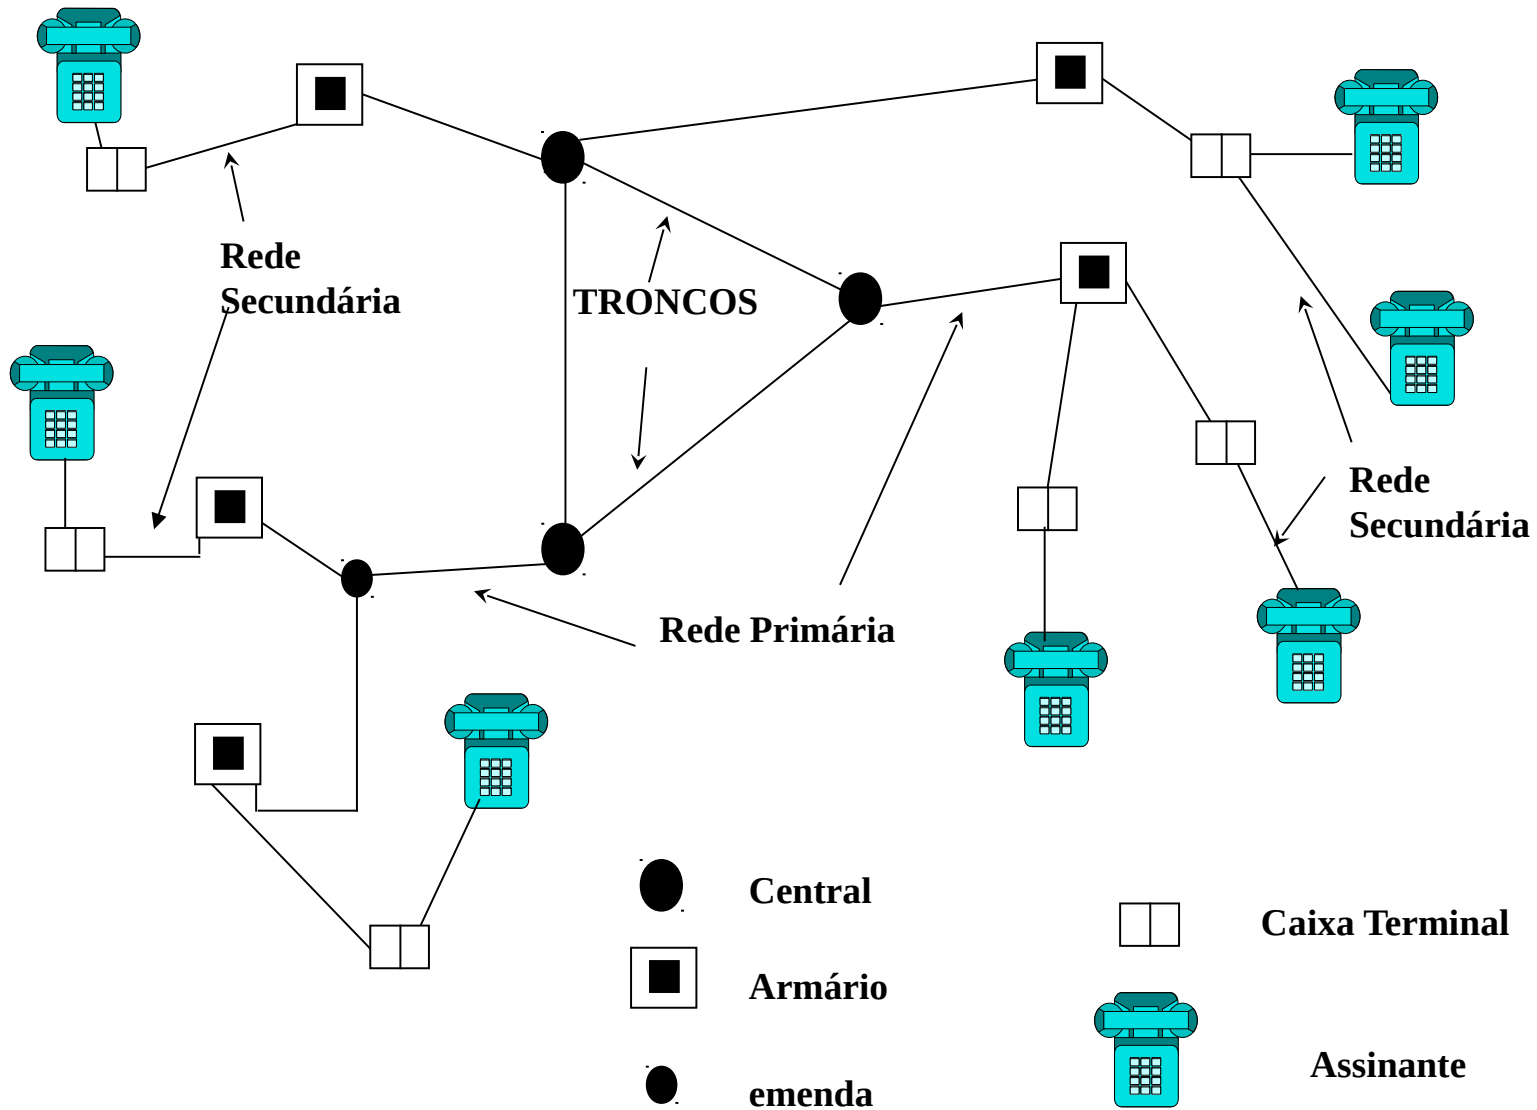 Rede
Secundária
TRONCOS
Rede
Secundária
Rede Primária
Central
Caixa Terminal
Armário
Assinante
emenda